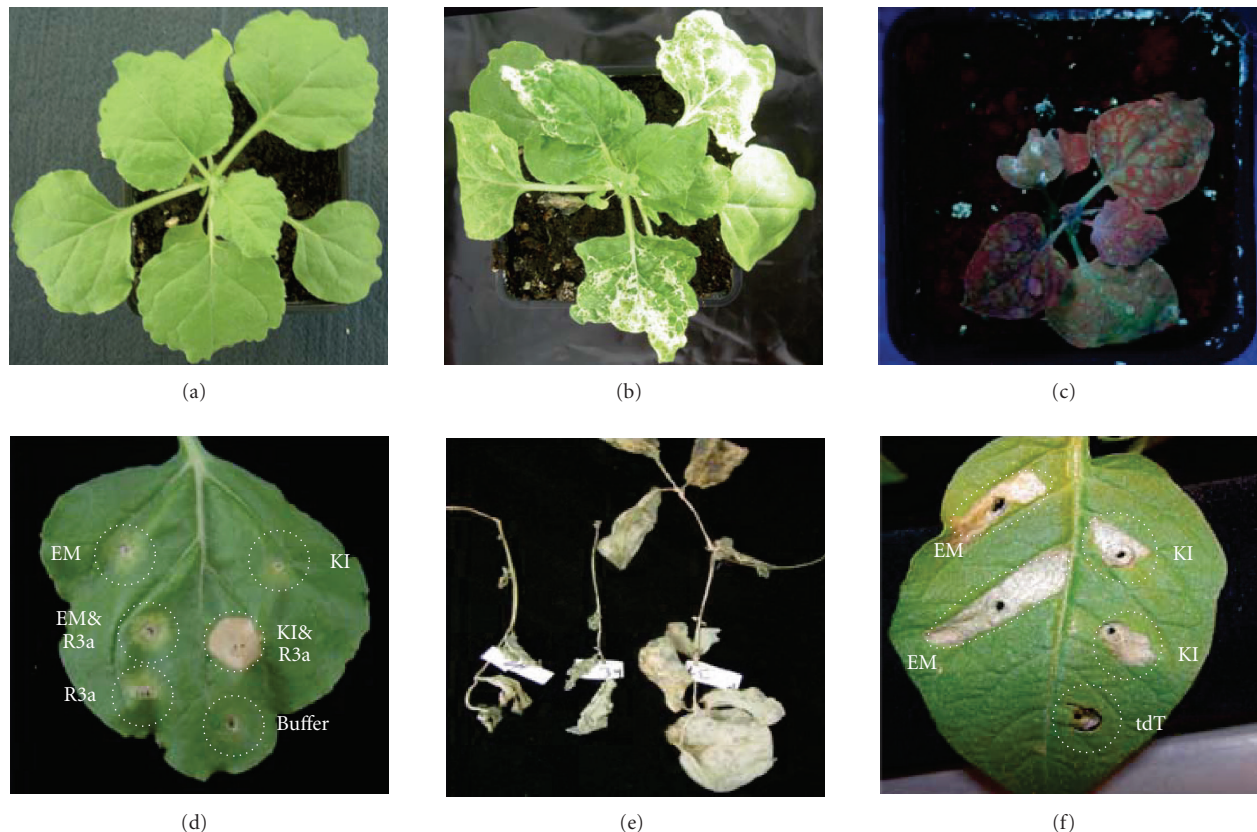 (a)
(b)
(c)
EM
KI
EM&
R3a
KI&
R3a
R3a
Buffer
(d)
(e)
EM
KI
EM
KI
tdT
(f)